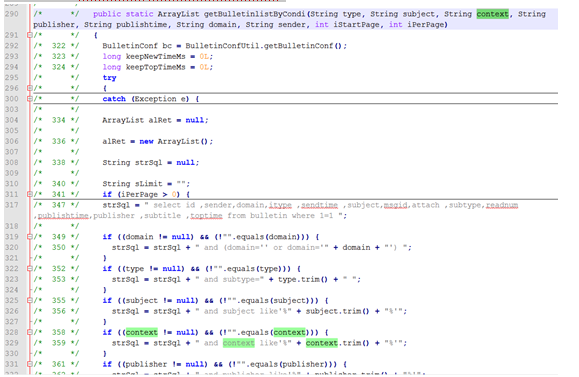 290 /* */ public static ArrayList getBulletinlistByCondi(String type, String subject, String context, String
publisher, String publishtime, String domain, String sender, int iStartPage, int iPerPage)
291 /* */ {
292 /* 322 */ BulletinConf bc = BulletinConfUtil.getBulletinConf();
293 /* 323 */ long keepNewTimeMs = 0L;
294 /* 324 */ long keepTopTimeMs = 0L;
295 /* */ try
296 /* */ {
300 /* */ catch (Exception e) {
303 /* */
304 /* 334 */ ArrayList alRet = null;
305 /* */
306 /* 336 */ alRet = new ArrayList();
307 /* */
308 /* 338 */ String strSql = null;
309 /* */
310 /* 340 */ String sLimit = "";
311 /* 341 */ if (iPerPage > 0) {
317 /* 347 */ strSql = " select id ,sender,domain,itype ,sendtime ,subject,msgid,attach ,subtype,readnum
,publishtime,publisher ,subtitle ,toptime from bulletin where 1=1 ";
318 /* */
319 /* 349 */ if ((domain != null) && (!"".equals(domain))) {
320 /* 350 */ strSql = strSql + " and (domain='' or domain='" + domain + "') ";
321 /* */ }
322 /* 352 */ if ((type != null) && (!"".equals(type))) {
323 /* 353 */ strSql = strSql + " and subtype=" + type.trim() + " ";
324 /* */ }
325 /* 355 */ if ((subject != null) && (!"".equals(subject))) {
326 /* 356 */ strSql = strSql + " and subject like'%" + subject.trim() + "%'";
327 /* */ }
328 /* 358 */ if ((context != null) && (!"".equals(context))) {
329 /* 359 */ strSql = strSql + " and context like'%" + context.trim() + "%'";
330 /* */ }
331 /* 361 */ if ((publisher != null) && (!"".equals(publisher))) {